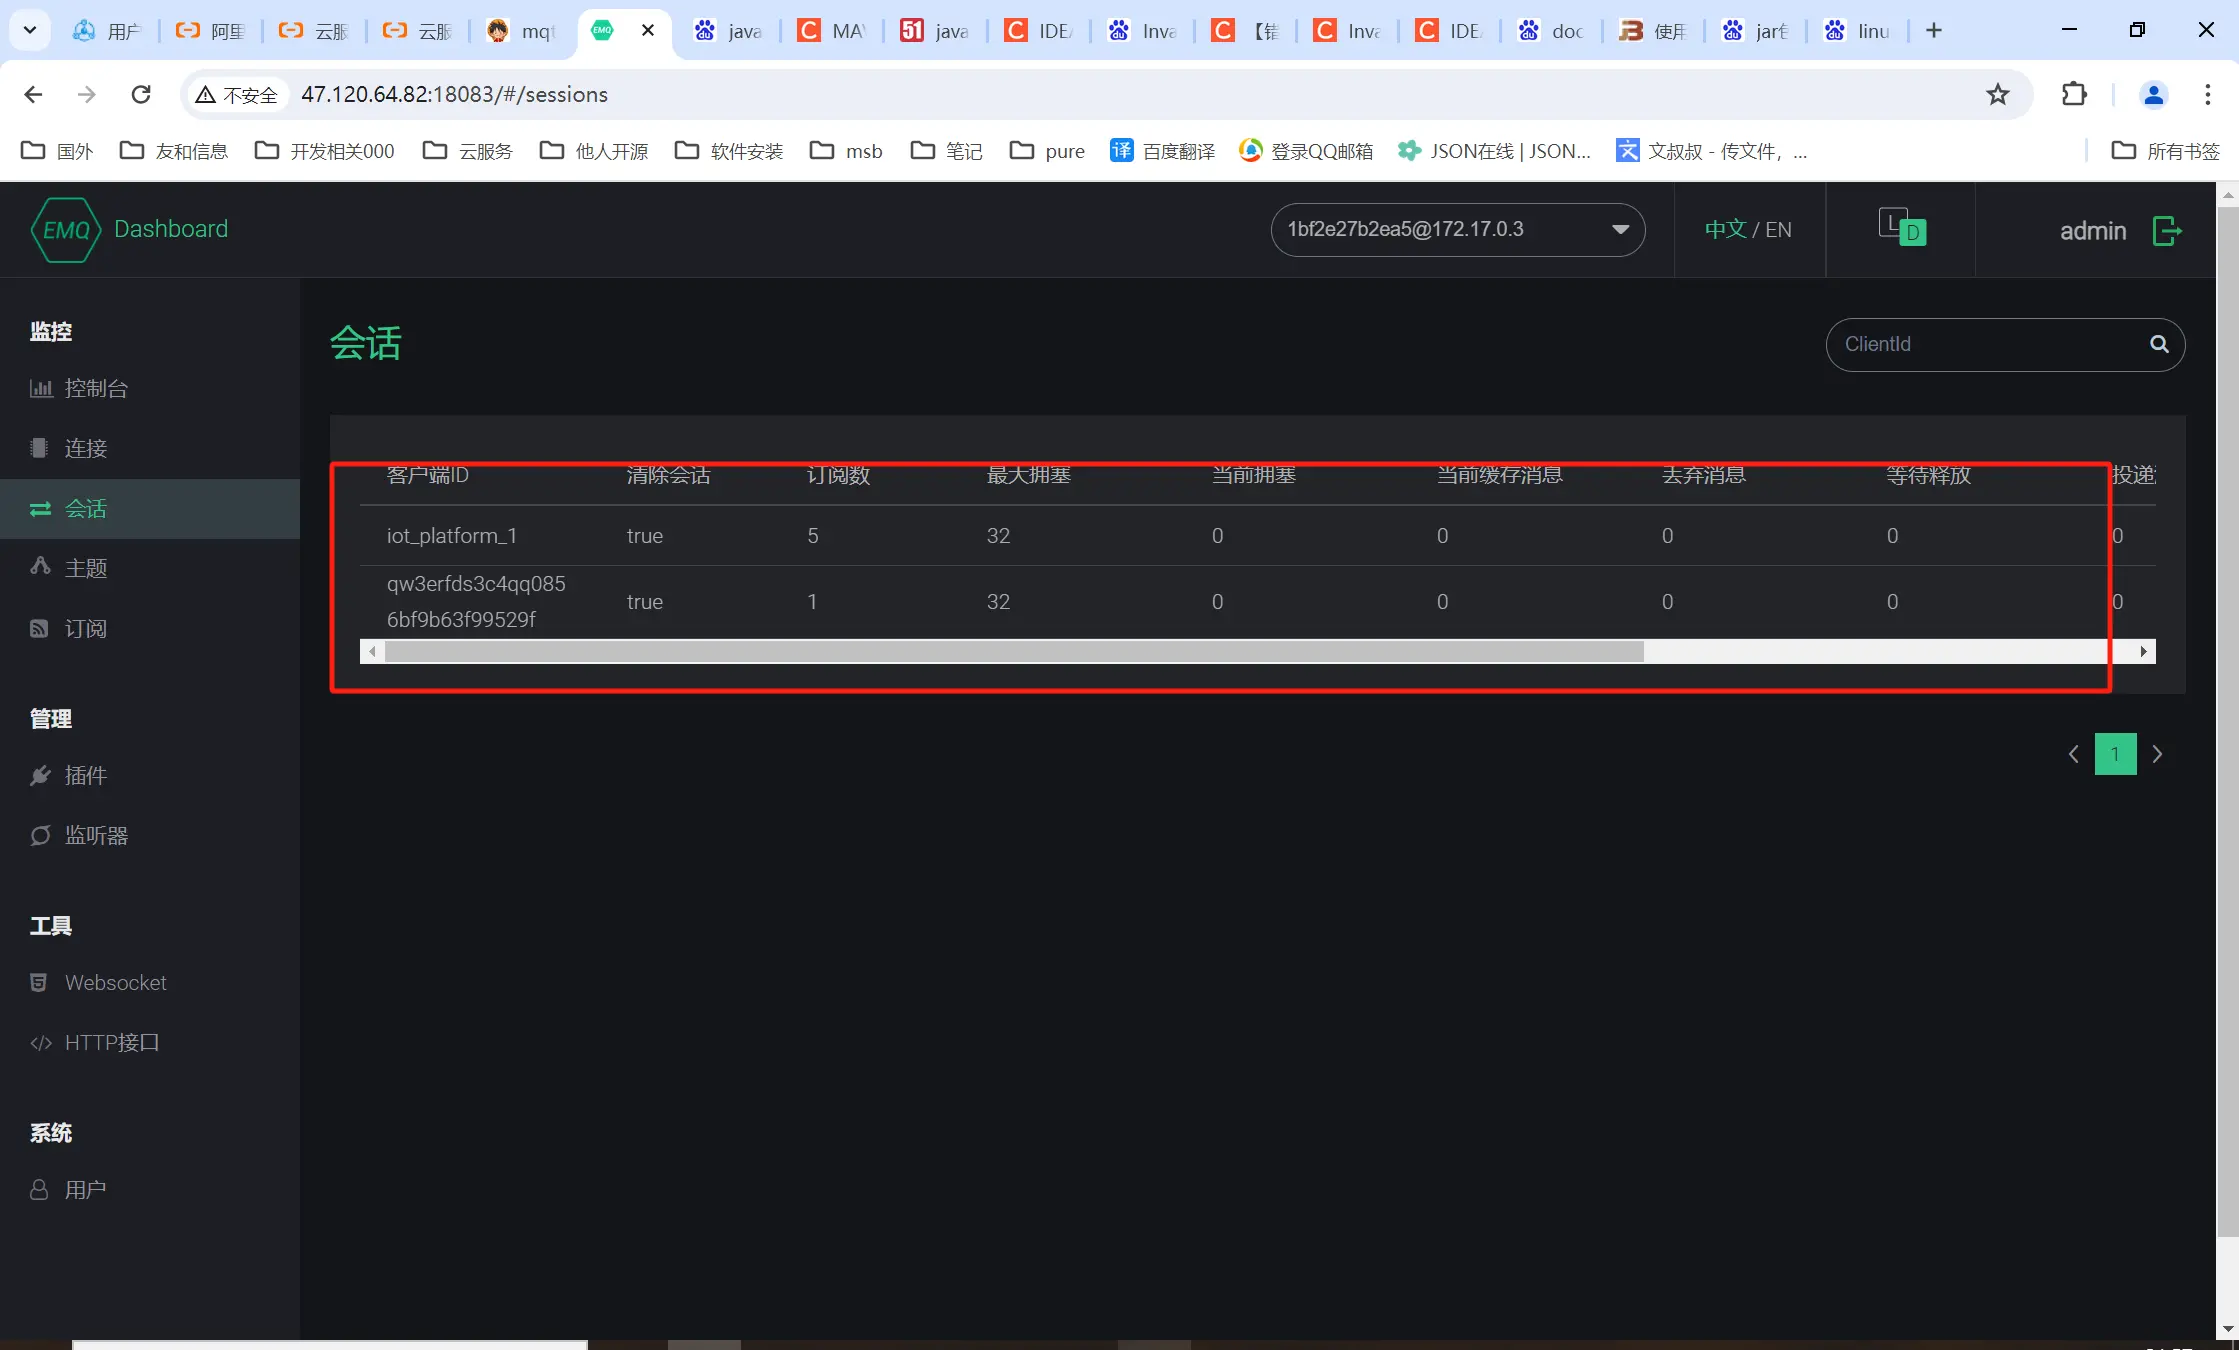 用户
阿里
云服
云服
mqt
java
MAV
java
IDEA
Inva
【错
Inva
IDEA
doc
使用
jar包
linu
不安全
47.120.64.82:18083/#/sessions
国外
友和信息
开发相关000
云服务
他人开源
软件安装
msb
笔记
pure
百度翻译
登录QQ邮箱
JSON在线 | JSON...
文叔叔 - 传文件，...
所有书签
EMQ Dashboard
1bf2e27b2ea5@172.17.0.3
中文 / EN
L D
admin
监控
控制台
连接
会话
主题
订阅
管理
插件
监听器
工具
Websocket
HTTP接口
系统
用户
会话
ClientId
客户端ID 清除会话 订阅数 最大拥塞 当前拥塞 当前缓存消息 丢弃消息 等待释放 投递
iot_platform_1 true 5 32 0 0 0 0 0
qw3erfds3c4qq085
6bf9b63f99529f true 1 32 0 0 0 0 0
1